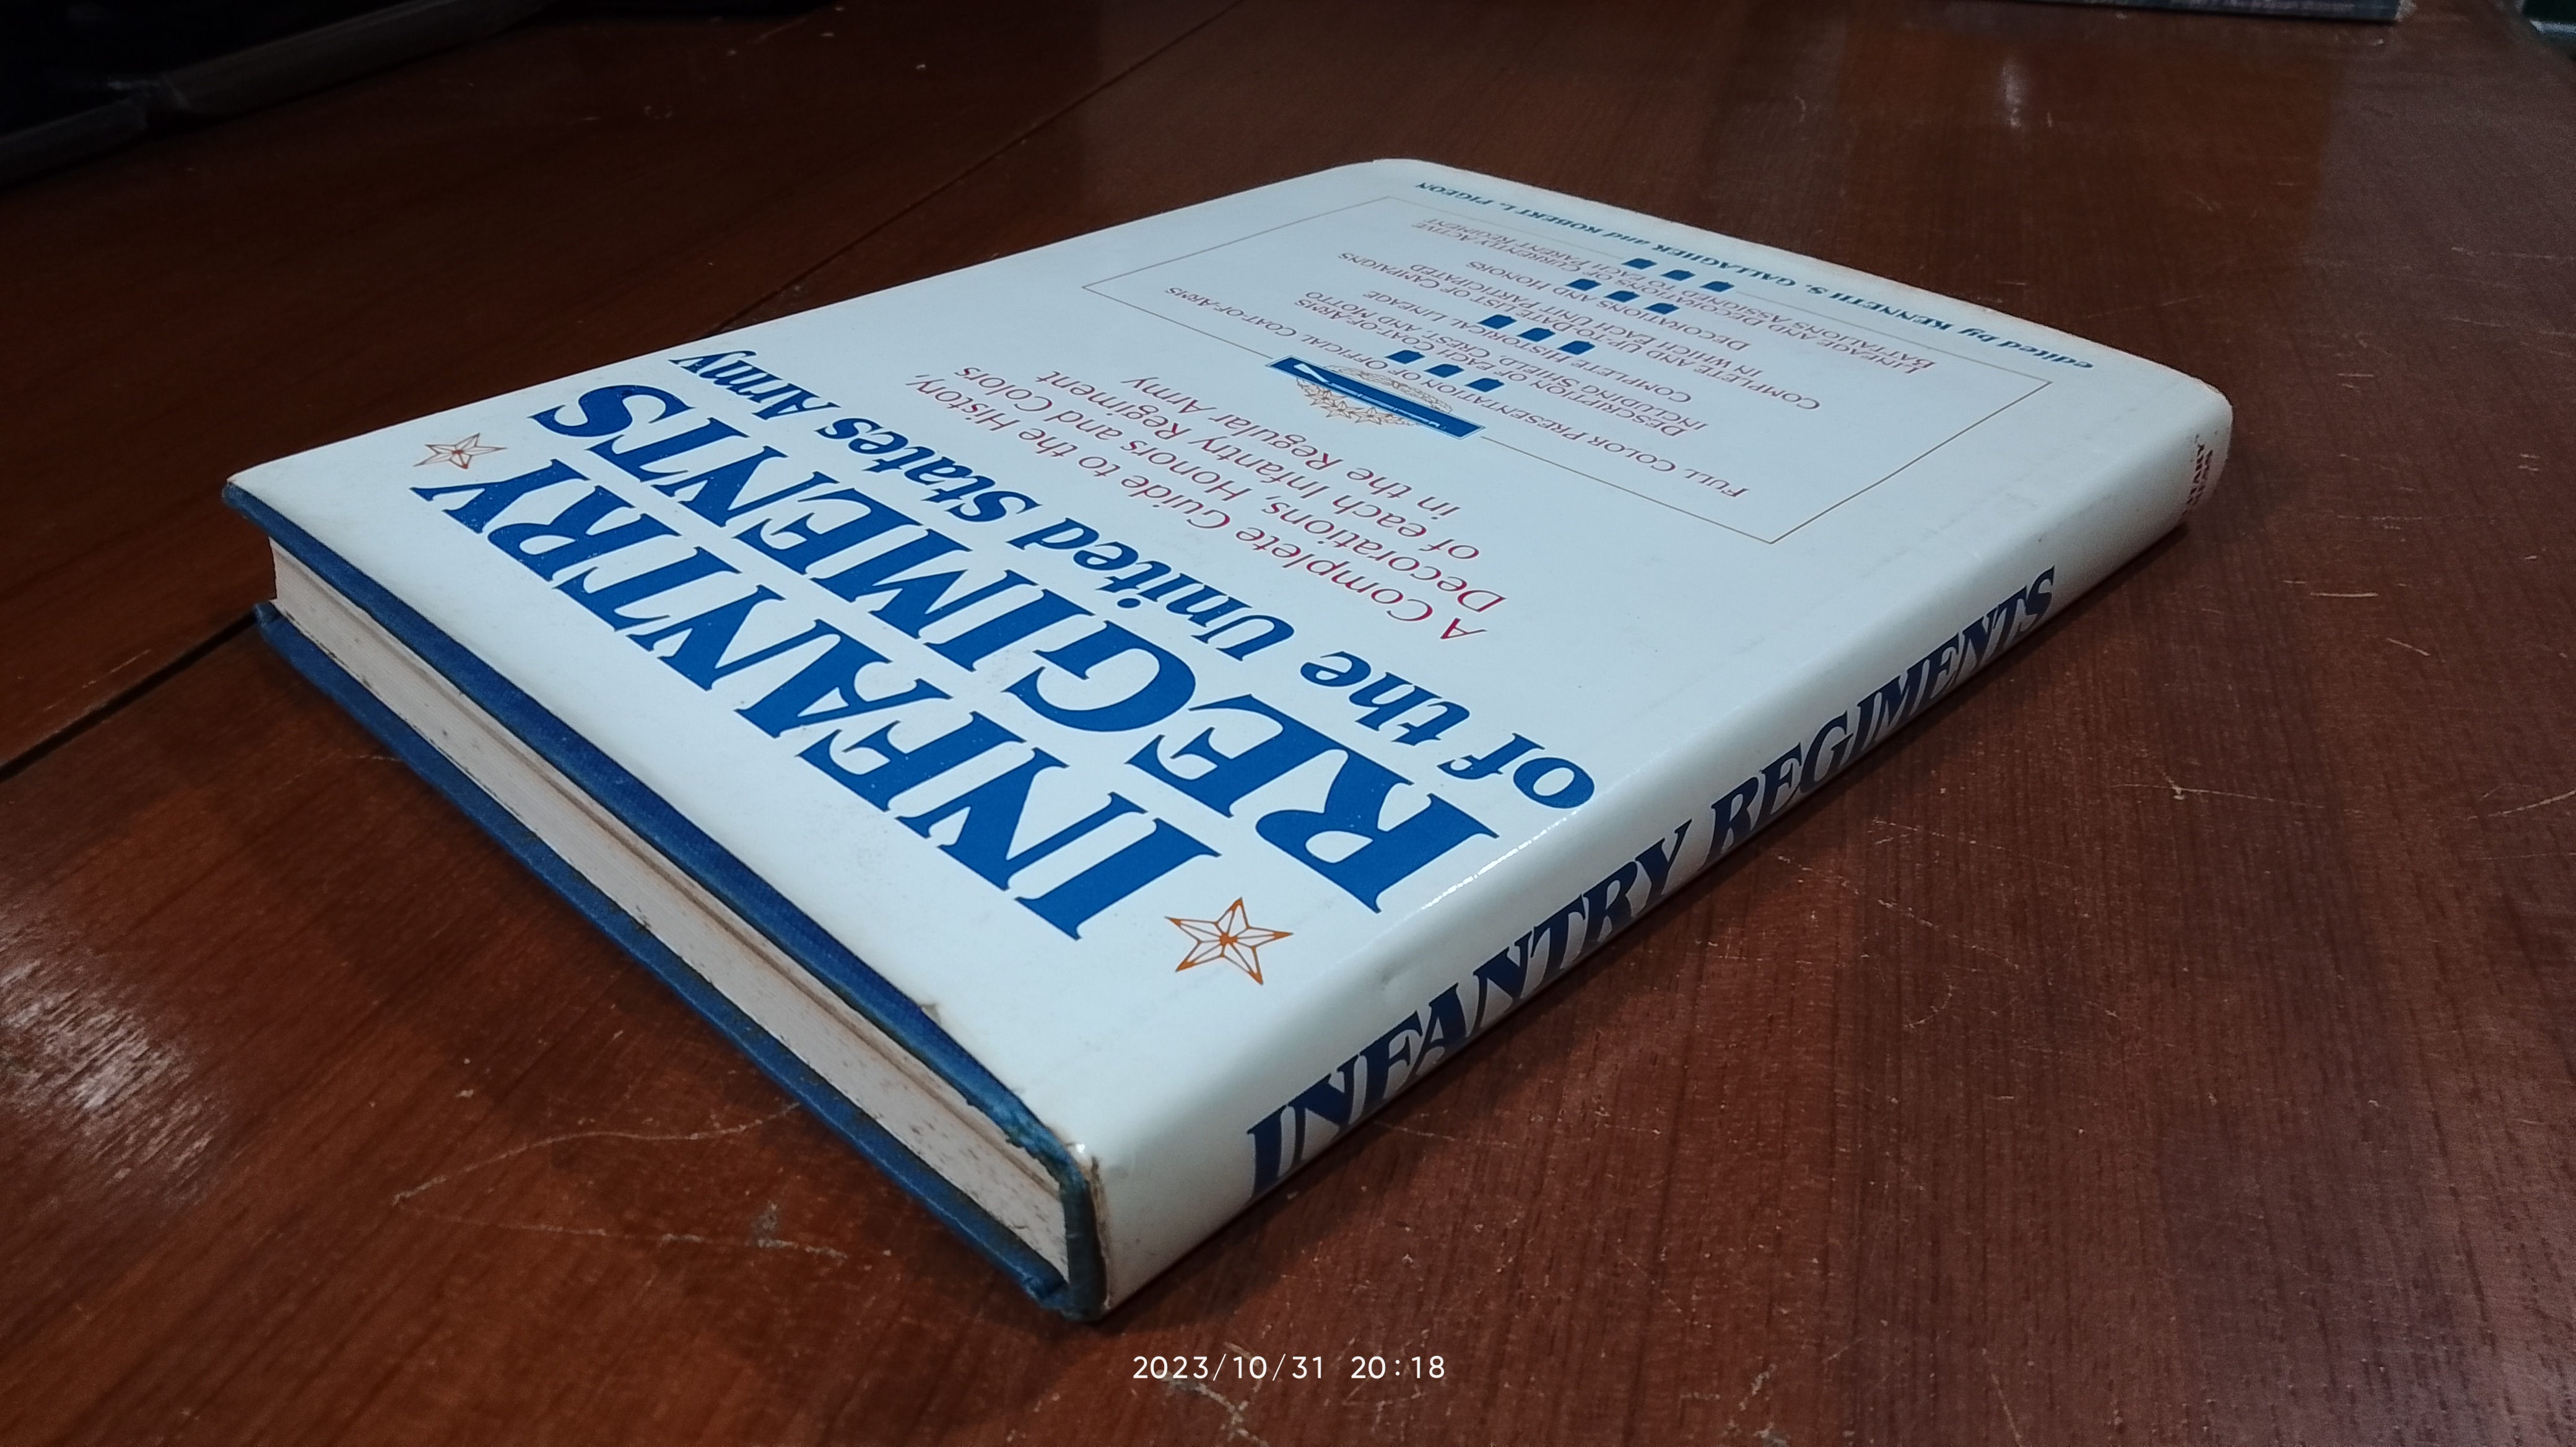 INFANTRY
REGIMENTS
of the United States Army
A Complete Guide to the History,
Decorations, Honors and Colors
of each Infantry Regiment
in the Regular Army
FULL COLOR PRESENTATION OF OFFICIAL COAT-OF-ARMS
DESCRIPTION OF EACH COAT-OF-ARMS
INCLUDING SHIELD, CREST, AND MOTTO
COMPLETE HISTORICAL LINEAGE
COMPLETE AND UP-TO-DATE LIST OF CAMPAIGNS
IN WHICH EACH UNIT PARTICIPATED
DECORATIONS AND HONORS
LINEAGE AND DECORATIONS OF CURRENTLY ACTIVE
BATTALIONS ASSIGNED TO EACH PARENT REGIMENT
edited by KENNETH S. GALLAGHER and ROBERT L. PIGEON
INFANTRY REGIMENTS
2023/10/31 20:18